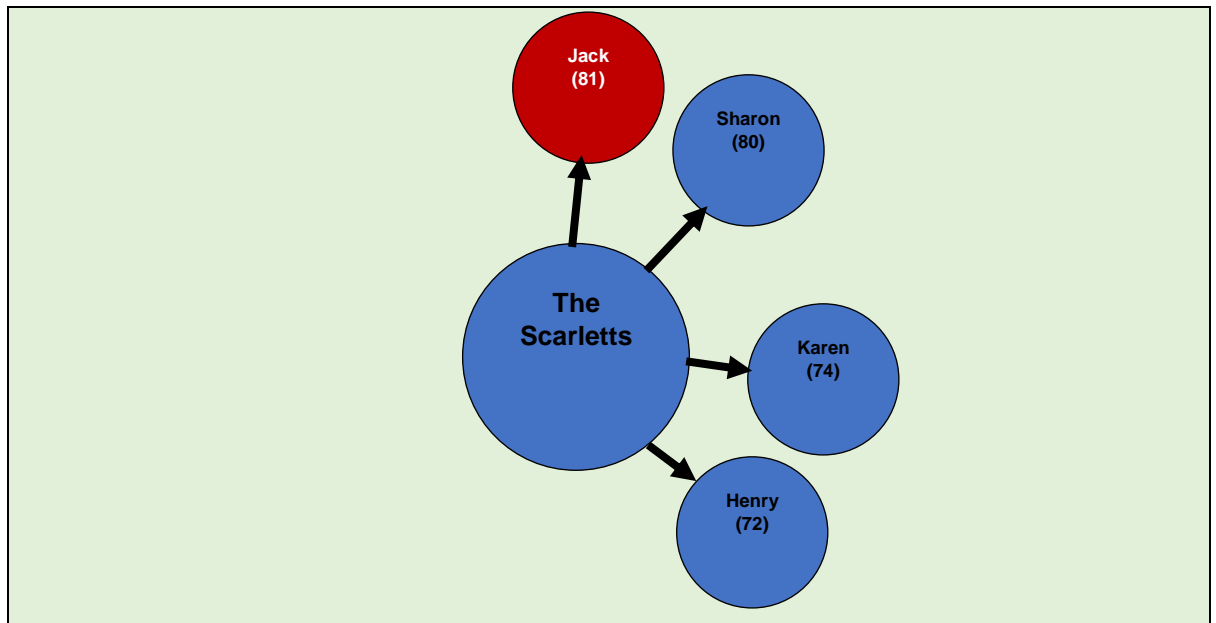 Jack
(81)
Sharon
(80)
The
Scarletts
Karen
(74)
Henry
(72)